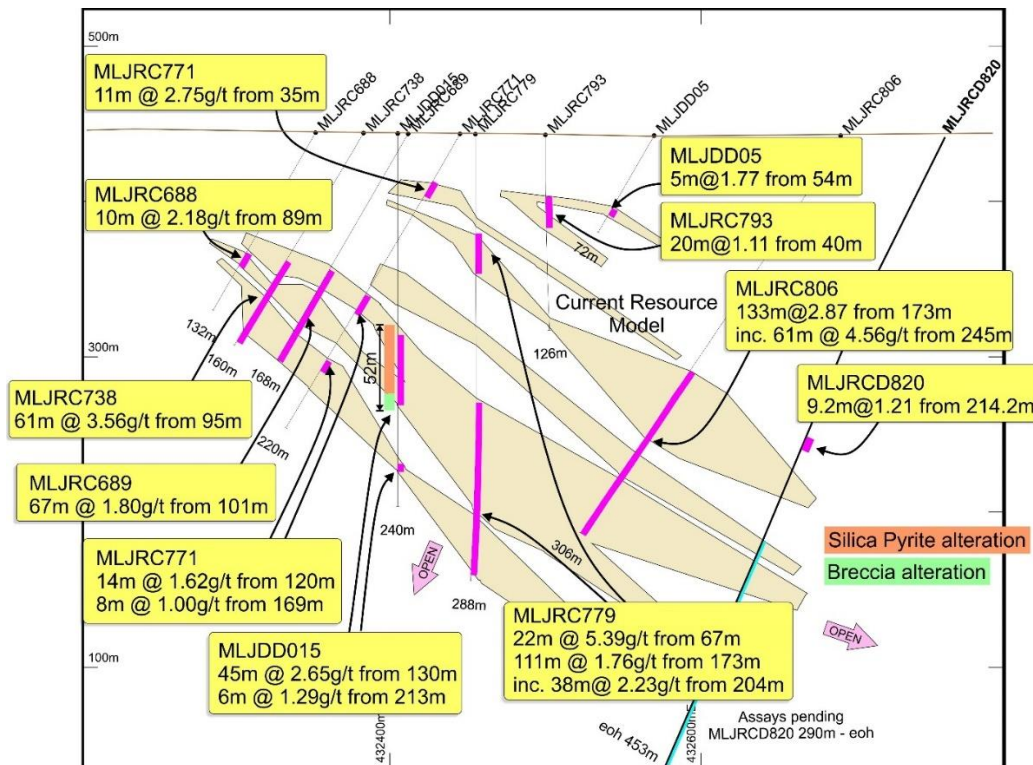 500m
MLJRC771
11m @ 2.75g/t from 35m
MLJRC688
MLJRC738
MLJDD015
MLJRC689
MLJRC771
MLJRC779
MLJRC793
MLJDD05
MLJRC806
MLJRCD820
MLJDD05
5m@1.77 from 54m
MLJRC688
10m @ 2.18g/t from 89m
MLJRC793
20m@1.11 from 40m
72m
MLJRC806
133m@2.87 from 173m
inc. 61m @ 4.56g/t from 245m
Current Resource
Model
132m
160m
168m
126m
300m
52m
MLJRCD820
9.2m@1.21 from 214.2m
MLJRC738
61m @ 3.56g/t from 95m
220m
MLJRC689
67m @ 1.80g/t from 101m
240m
Silica Pyrite alteration
Breccia alteration
306m
OPEN
MLJRC771
14m @ 1.62g/t from 120m
8m @ 1.00g/t from 169m
288m
MLJRC779
22m @ 5.39g/t from 67m
111m @ 1.76g/t from 173m
inc. 38m@ 2.23g/t from 204m
OPEN
MLJDD015
45m @ 2.65g/t from 130m
6m @ 1.29g/t from 213m
100m
432400m
432600m
Assays pending
MLJRCD820 290m - eoh
eoh 453m